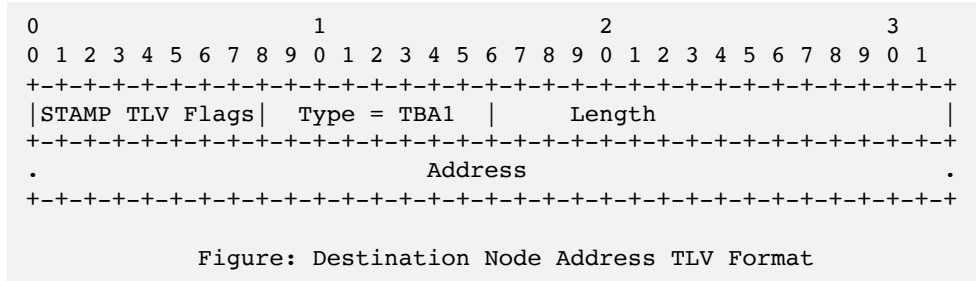 0                   1                   2                   3
0 1 2 3 4 5 6 7 8 9 0 1 2 3 4 5 6 7 8 9 0 1 2 3 4 5 6 7 8 9 0 1
+-+-+-+-+-+-+-+-+-+-+-+-+-+-+-+-+-+-+-+-+-+-+-+-+-+-+-+-+-+-+-+-+
|STAMP TLV Flags|  Type = TBA1  |     Length                    |
+-+-+-+-+-+-+-+-+-+-+-+-+-+-+-+-+-+-+-+-+-+-+-+-+-+-+-+-+-+-+-+-+
.                           Address                             .
+-+-+-+-+-+-+-+-+-+-+-+-+-+-+-+-+-+-+-+-+-+-+-+-+-+-+-+-+-+-+-+-+
Figure: Destination Node Address TLV Format